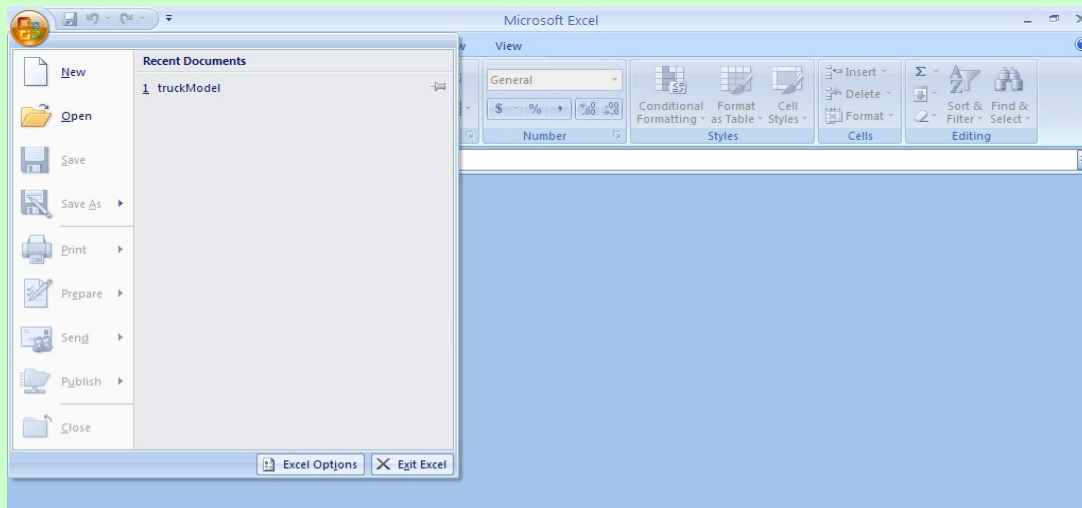 Microsoft Excel
w View
New
Open
Save
Save As
Print
Prepare
Send
Publish
Close
Recent Documents
1 truckModel
Excel Options
Exit Excel
General
$ % ,
Number
Conditional Formatting
Format as Table
Cell Styles
Styles
Insert
Delete
Format
Cells
Σ
Sort & Filter
Find & Select
Editing